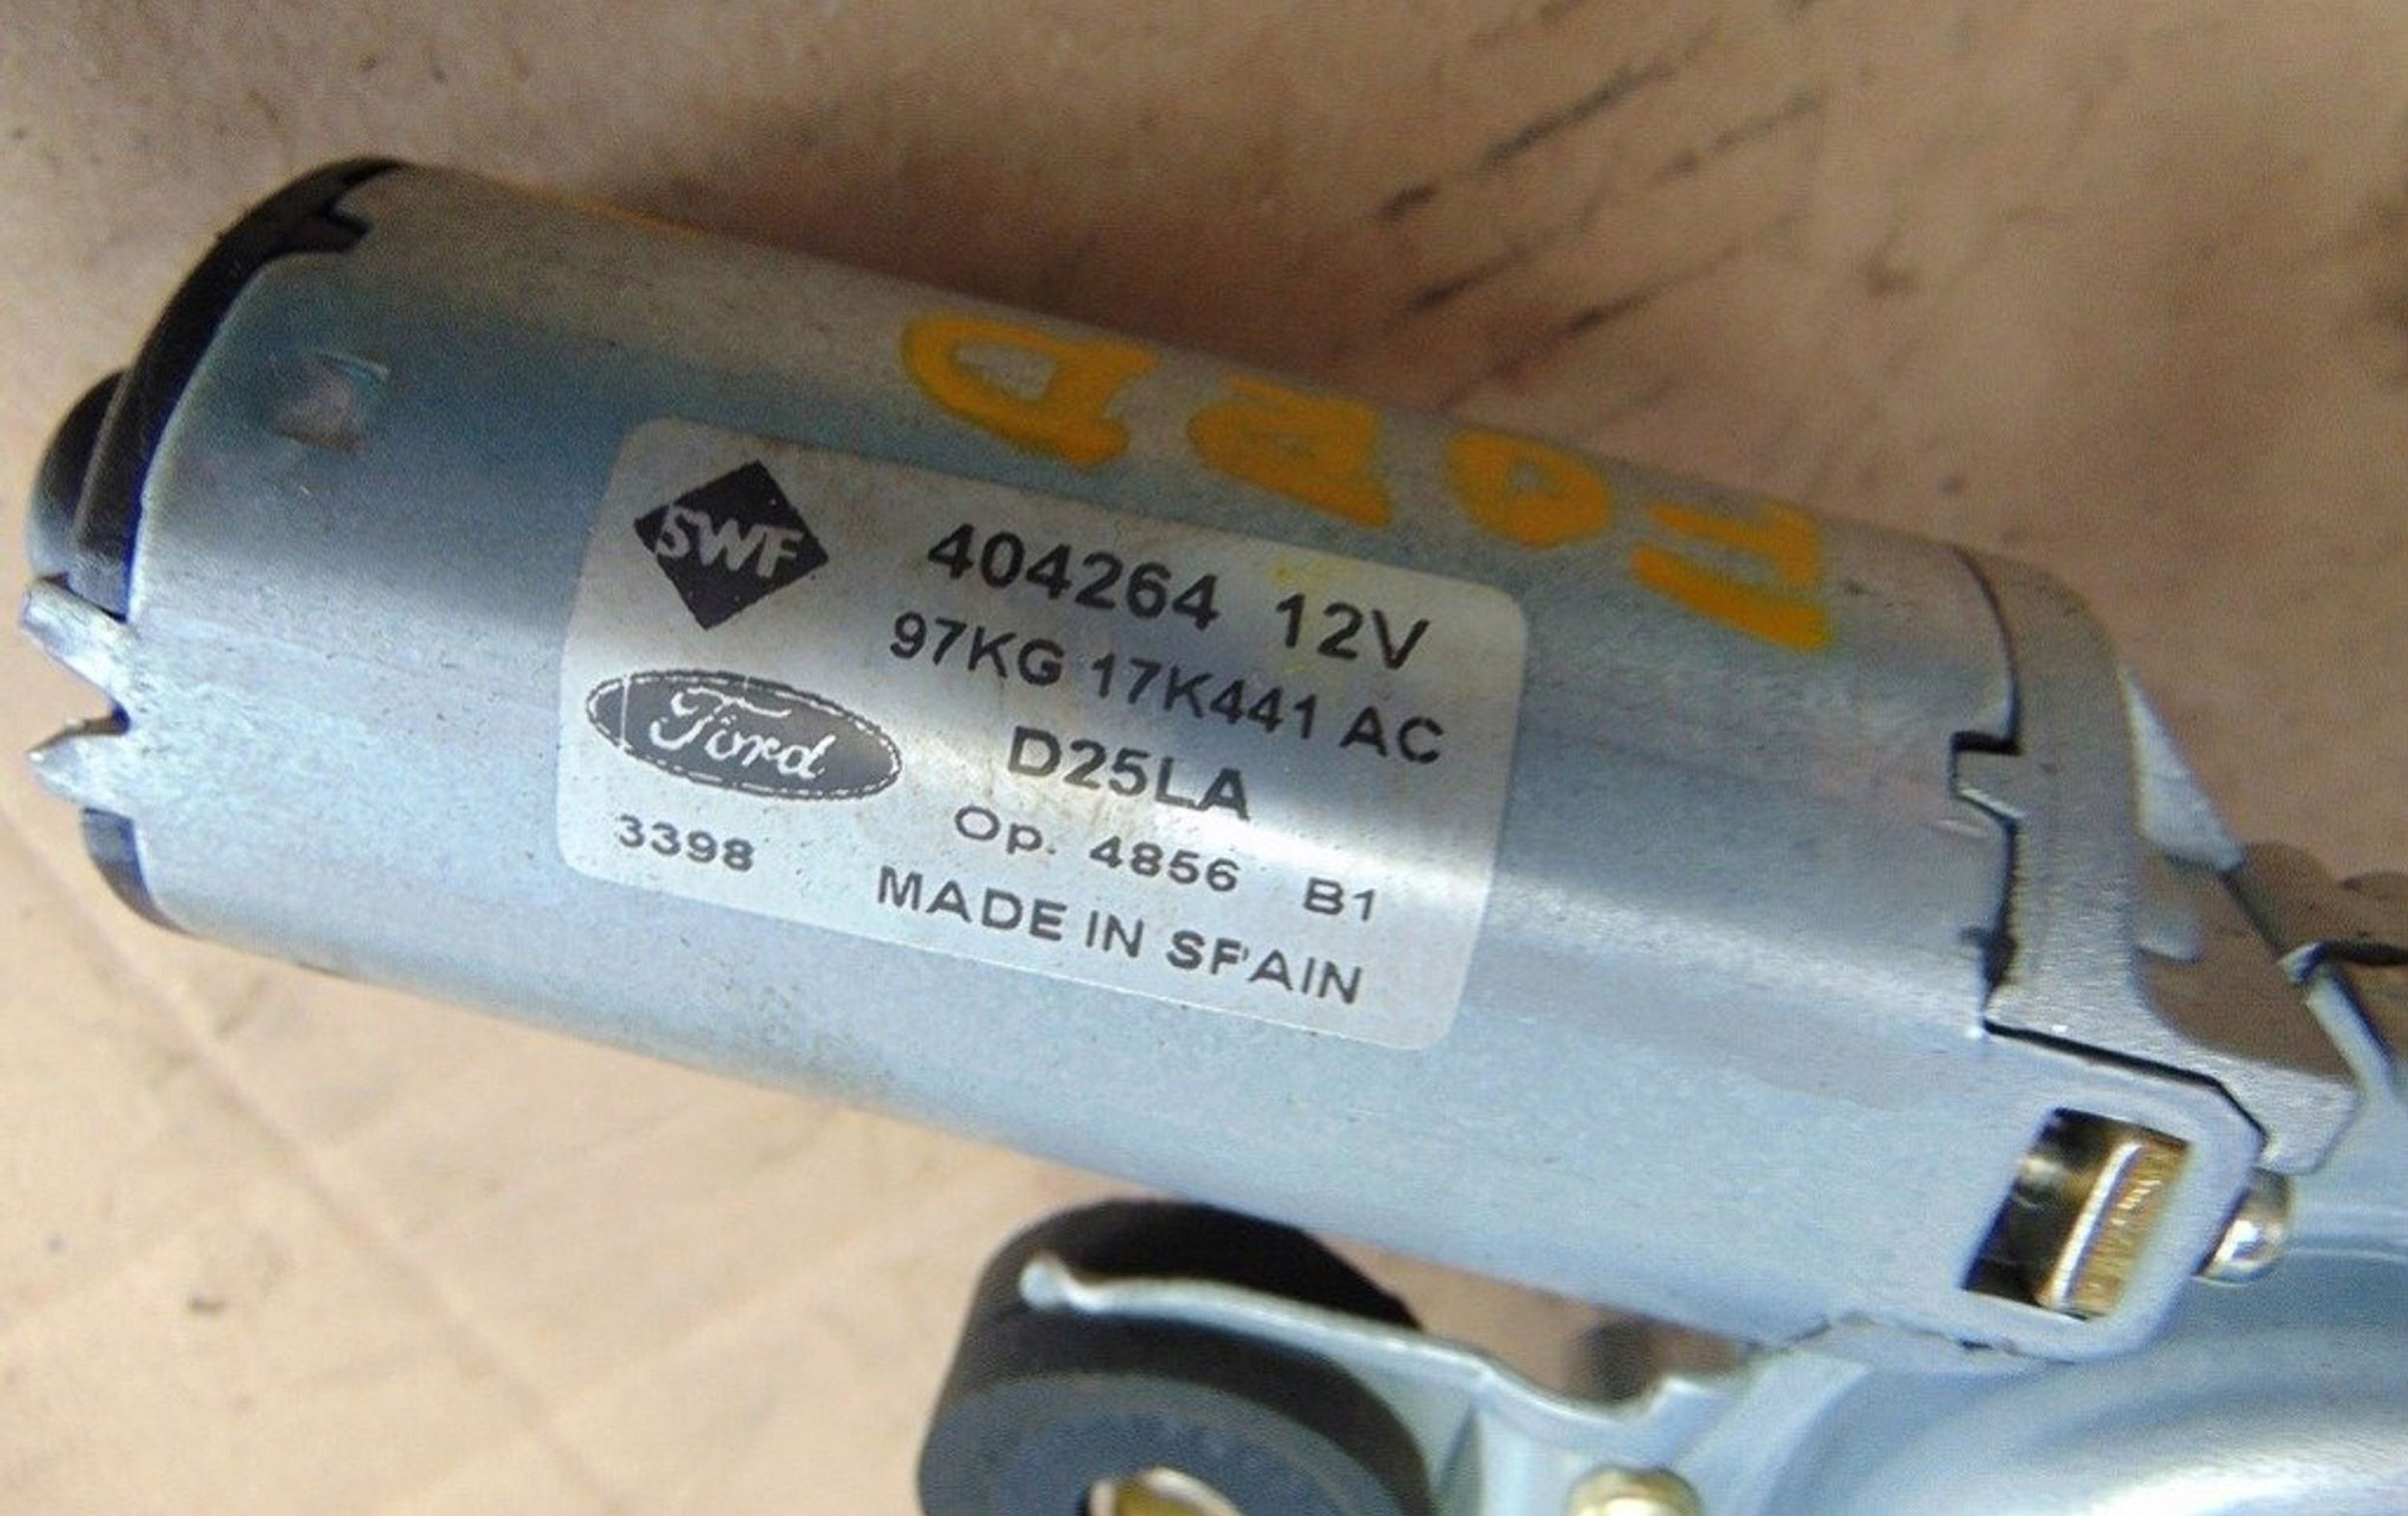 FORD
SWF
404264 12V
97KG 17K441 AC
Ford
D25LA
Op. 4856 B1
3398
MADE IN SPAIN